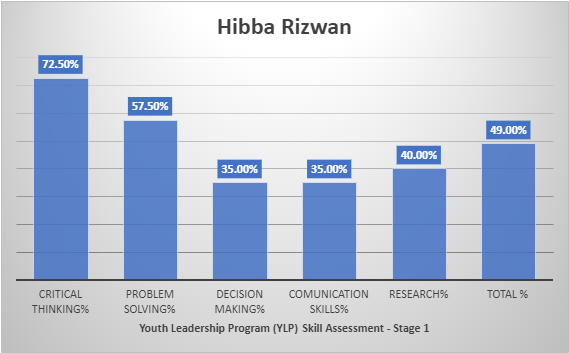 Hibba Rizwan
72.50%
57.50%
35.00%
35.00%
40.00%
49.00%
CRITICAL
THINKING%
PROBLEM
SOLVING%
DECISION
MAKING%
COMUNICATION
SKILLS%
RESEARCH%
TOTAL %
Youth Leadership Program (YLP) Skill Assessment - Stage 1